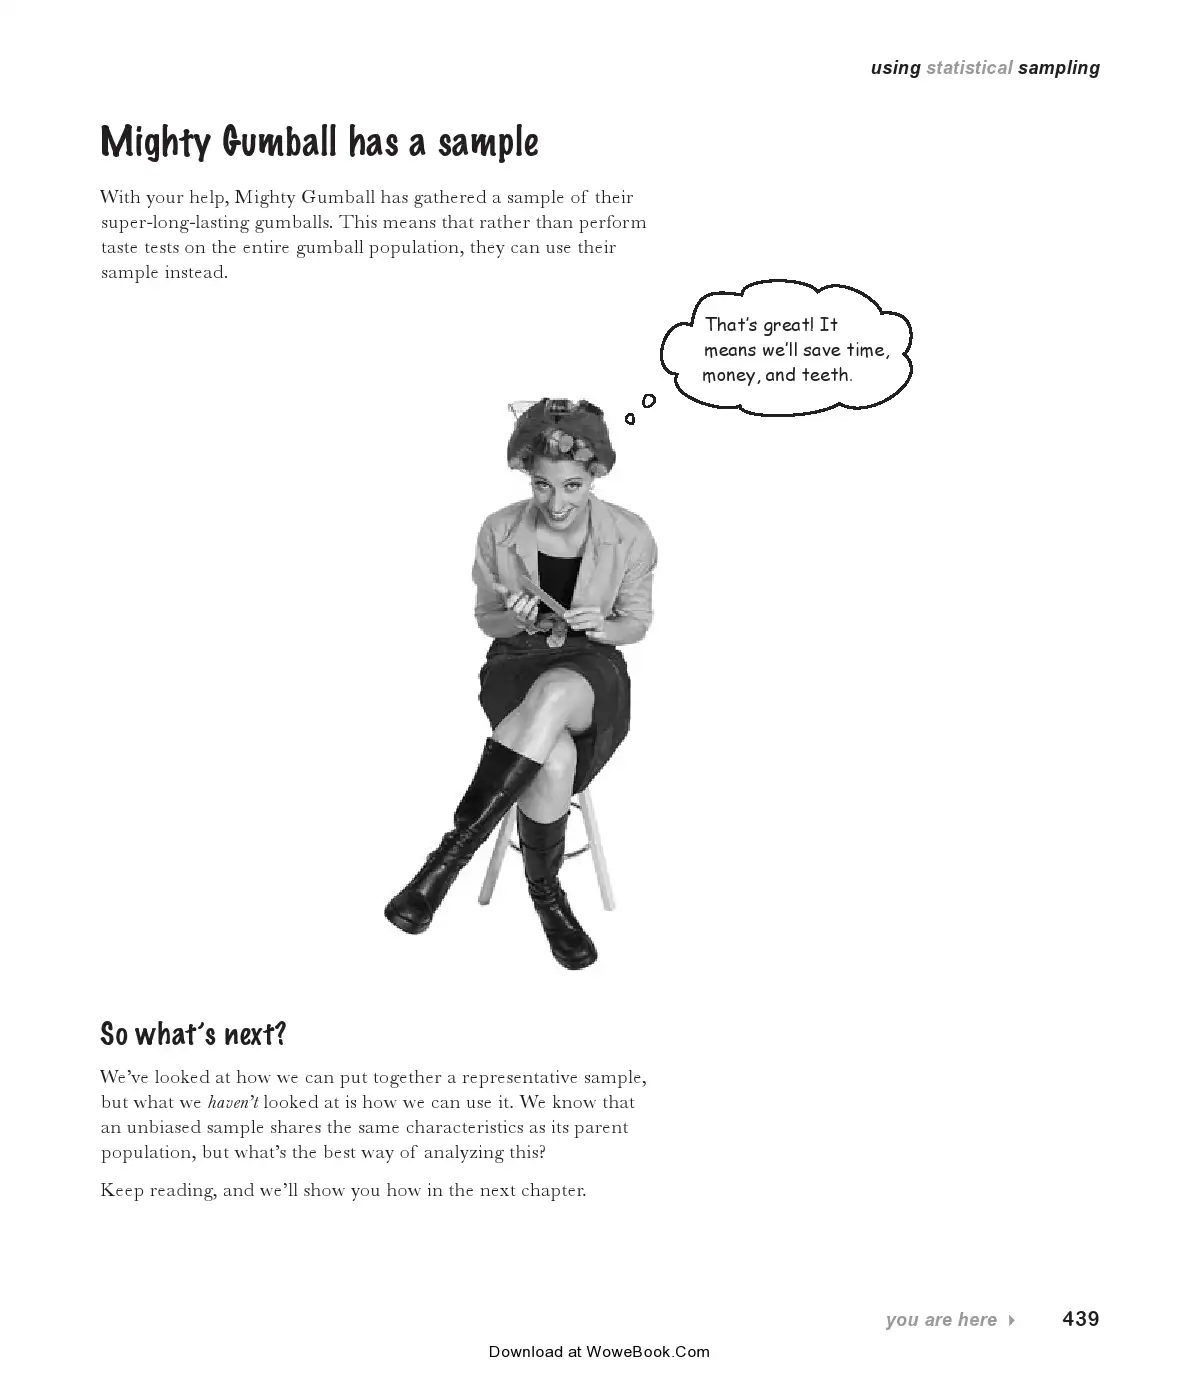 using statistical sampling
Mighty Gumball has a sample
With your help, Mighty Gumball has gathered a sample of their
super-long-lasting gumballs. This means that rather than perform
taste tests on the entire gumball population, they can use their
sample instead.
That's great! It
means we'll save time,
money, and teeth.
So what's next?
We've looked at how we can put together a representative sample,
but what we haven't looked at is how we can use it. We know that
an unbiased sample shares the same characteristics as its parent
population, but what's the best way of analyzing this?
Keep reading, and we'll show you how in the next chapter.
you are here 439
Download at WoweBook.Com